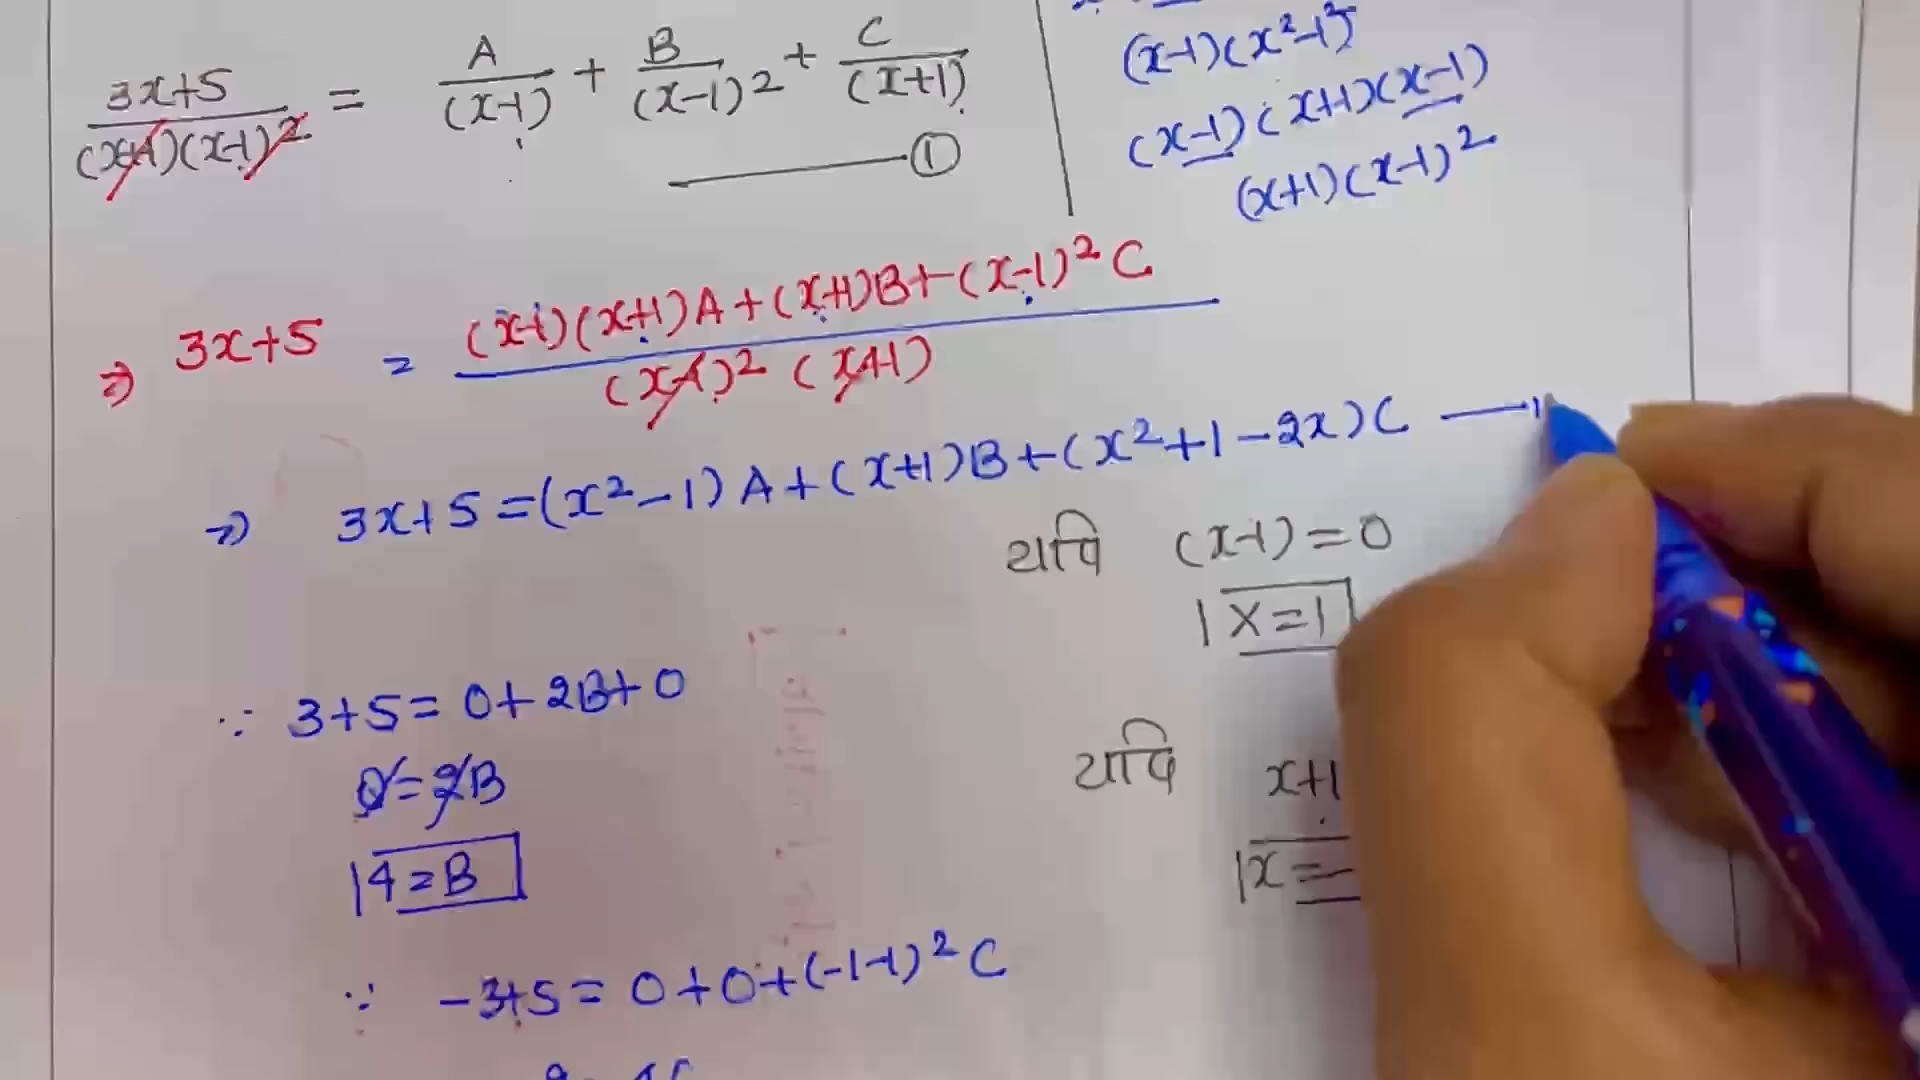 (x-1)(x²-1²)
(x-1)(x+1)(x-1)
(x+1)(x-1)²
3x+5/(x+1)(x-1)² = A/(x-1) + B/(x-1)² + C/(x+1)
①
⇒ 3x+5 = (x-1)(x+1)A+(x+1)B+(x-1)²C/(x-1)²(x+1)
⇒ 3x+5=(x²-1)A+(x+1)B+(x²+1-2x)C
यदि (x-1)=0
x=1
∵ 3+5=0+2B+0
8=2B
4=B
यदि x+1
x=-
∵ -3+5=0+0+(-1-1)²C